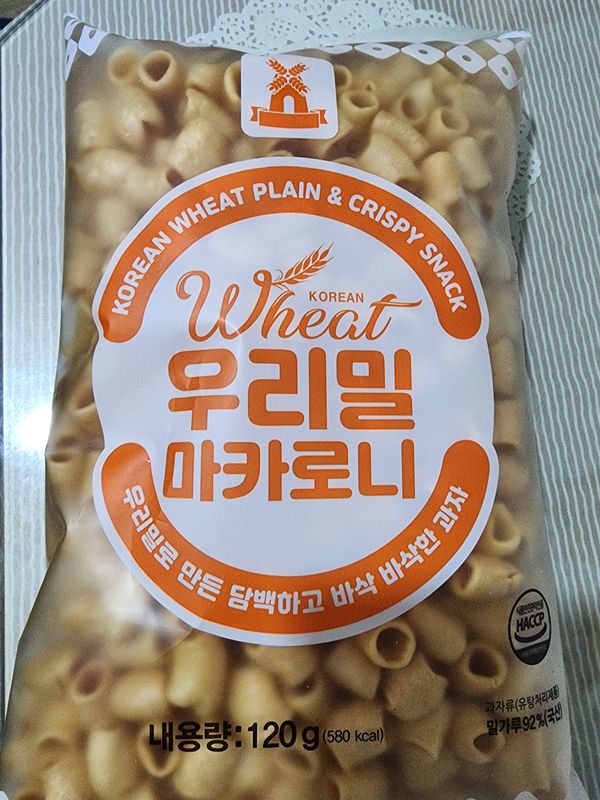 KOREAN WHEAT PLAIN & CRISPY SNACK
KOREAN
Wheat
우리밀
마카로니
우리밀로 만든 담백하고 바삭 바삭한 과자
HACCP
과자류(유탕처리제품)
밀가루92%(국산)
내용량:120g(580 kcal)